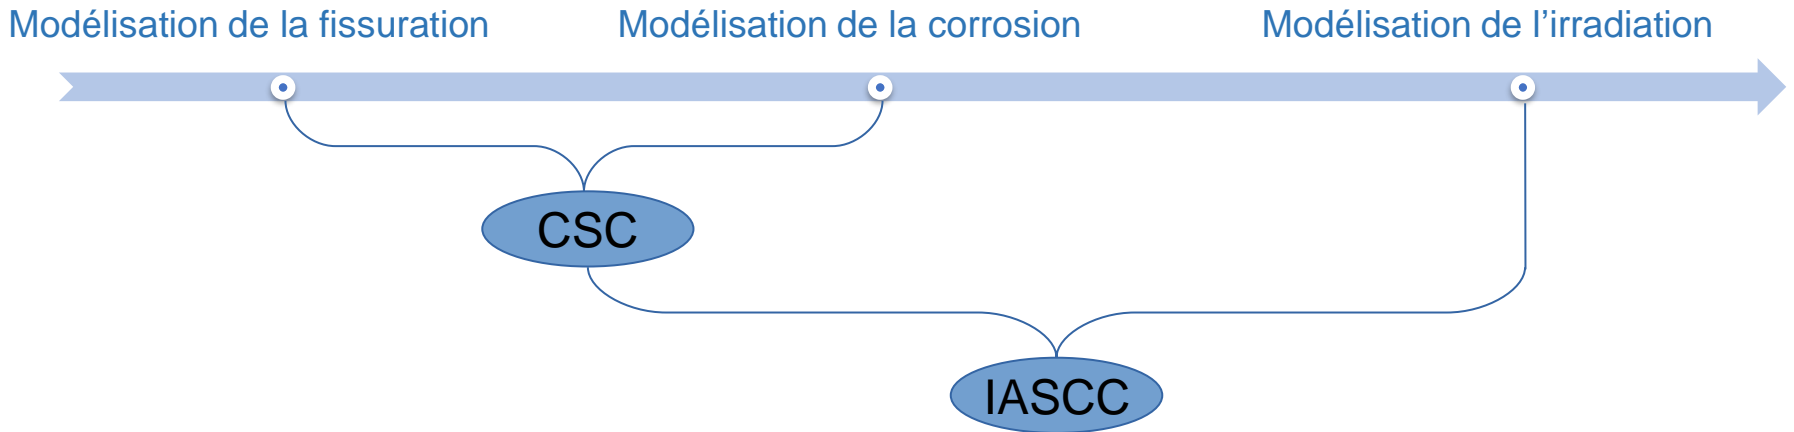 Modélisation de la fissuration
Modélisation de la corrosion
Modélisation de l’irradiation
CSC
IASCC